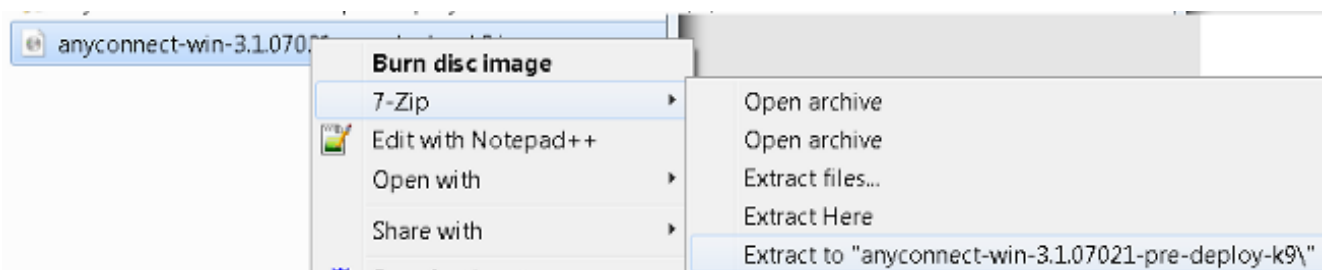 anyconnect-win-3.1.070
Burn disc image
7-Zip
Edit with Notepad++
Open with
Share with
Open archive
Open archive
Extract files...
Extract Here
Extract to "anyconnect-win-3.1.07021-pre-deploy-k9\"